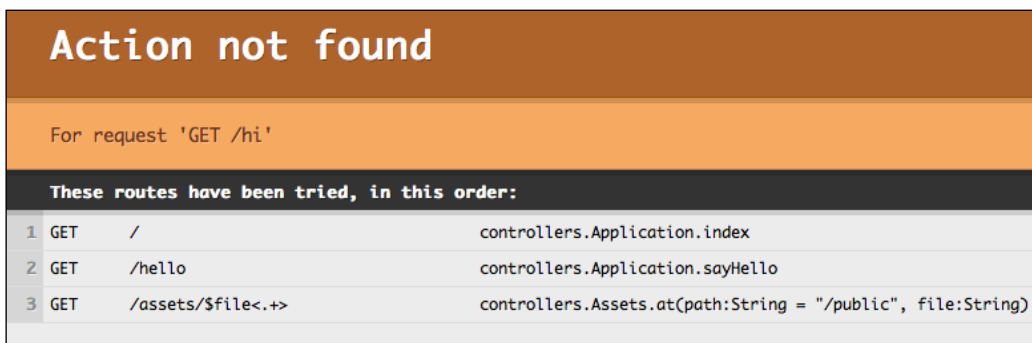 Action not found
For request 'GET /hi'
These routes have been tried, in this order:
1 GET / controllers.Application.index
2 GET /hello controllers.Application.sayHello
3 GET /assets/$file<.+> controllers.Assets.at(path:String = "/public", file:String)